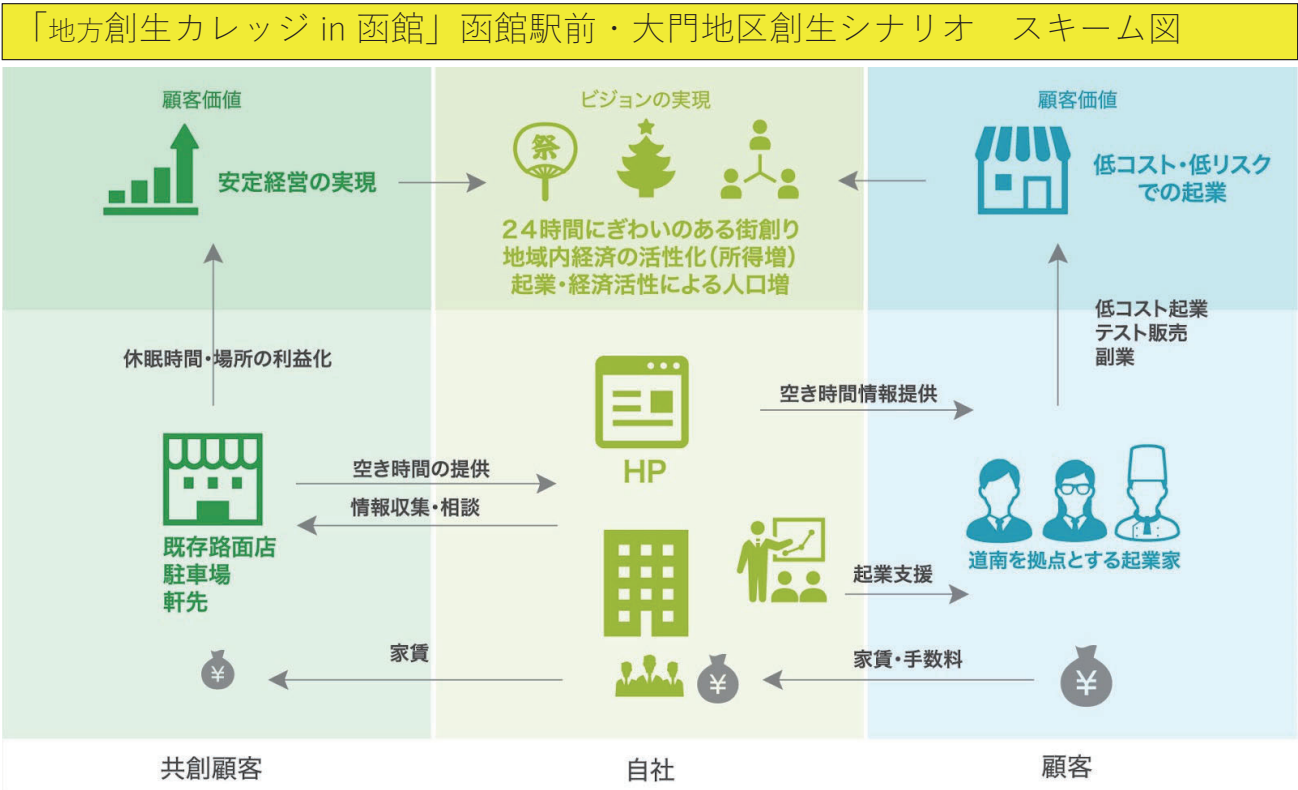 「地方創生カレッジ in 函館」函館駅前・大門地区創生シナリオ　スキーム図
顧客価値
安定経営の実現
ビジョンの実現
祭
24時間にぎわいのある街創り
地域内経済の活性化(所得増)
起業・経済活性による人口増
顧客価値
低コスト・低リスク
での起業
休眠時間・場所の利益化
低コスト起業
テスト販売
副業
空き時間情報提供
HP
空き時間の提供
情報収集・相談
既存路面店
駐車場
軒先
起業支援
道南を拠点とする起業家
家賃
家賃・手数料
¥
¥
¥
共創顧客
自社
顧客